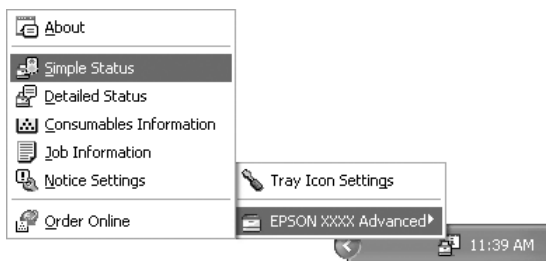 About
Simple Status
Detailed Status
Consumables Information
Job Information
Notice Settings
Order Online
Tray Icon Settings
EPSON XXXX Advanced
11:39 AM